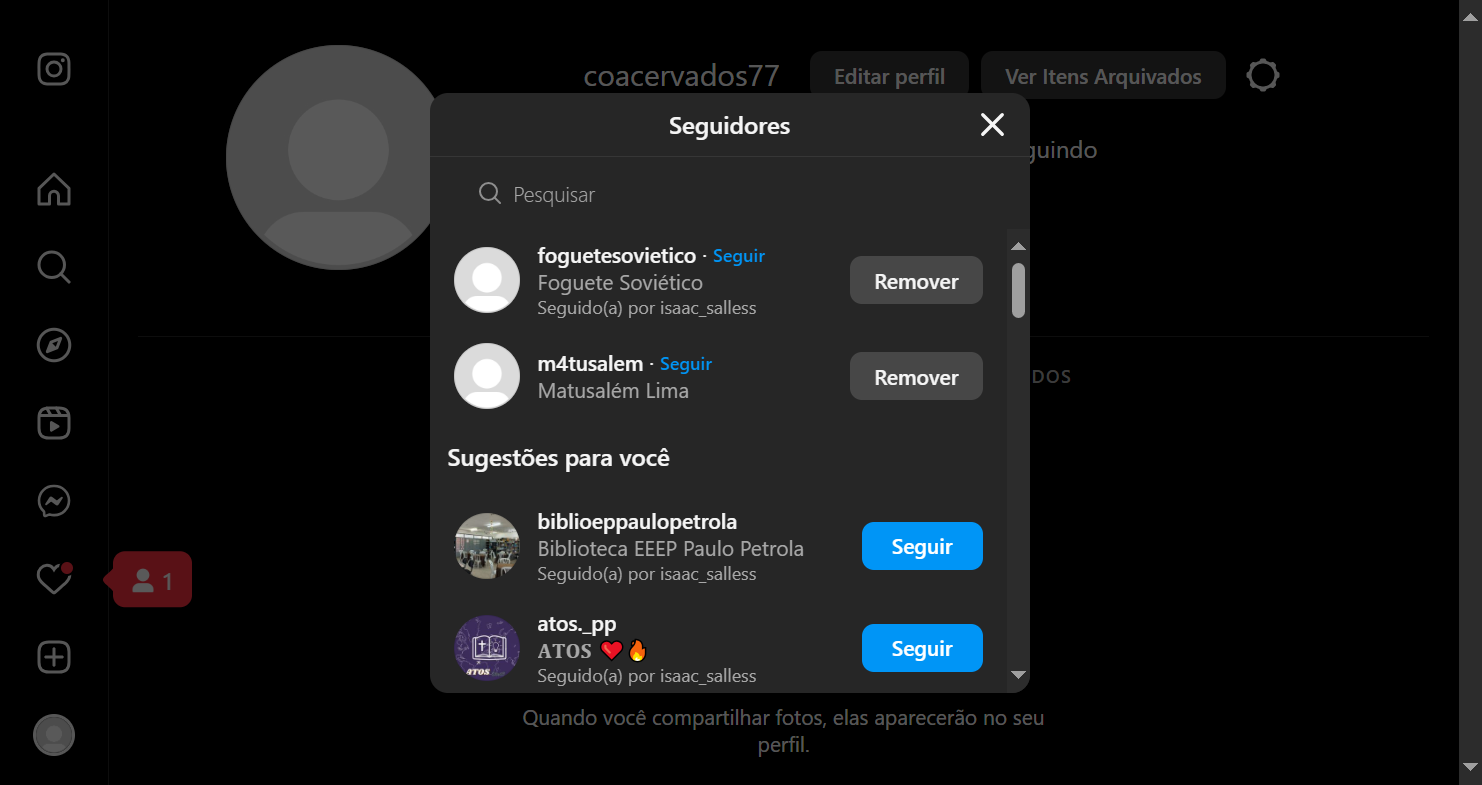 coacervados77
Editar perfil
Ver Itens Arquivados
Seguidores
guindo
Pesquisar
foguetesovietico · Seguir
Foguete Soviético
Seguido(a) por isaac_salless
Remover
m4tusalem · Seguir
Matusalém Lima
Remover
DOS
Sugestões para você
biblioeppaulopetrola
Biblioteca EEEP Paulo Petrola
Seguido(a) por isaac_salless
Seguir
1
atos._pp
ATOS ❤️🔥
Seguido(a) por isaac_salless
Seguir
ATOS
Quando você compartilhar fotos, elas aparecerão no seu
perfil.